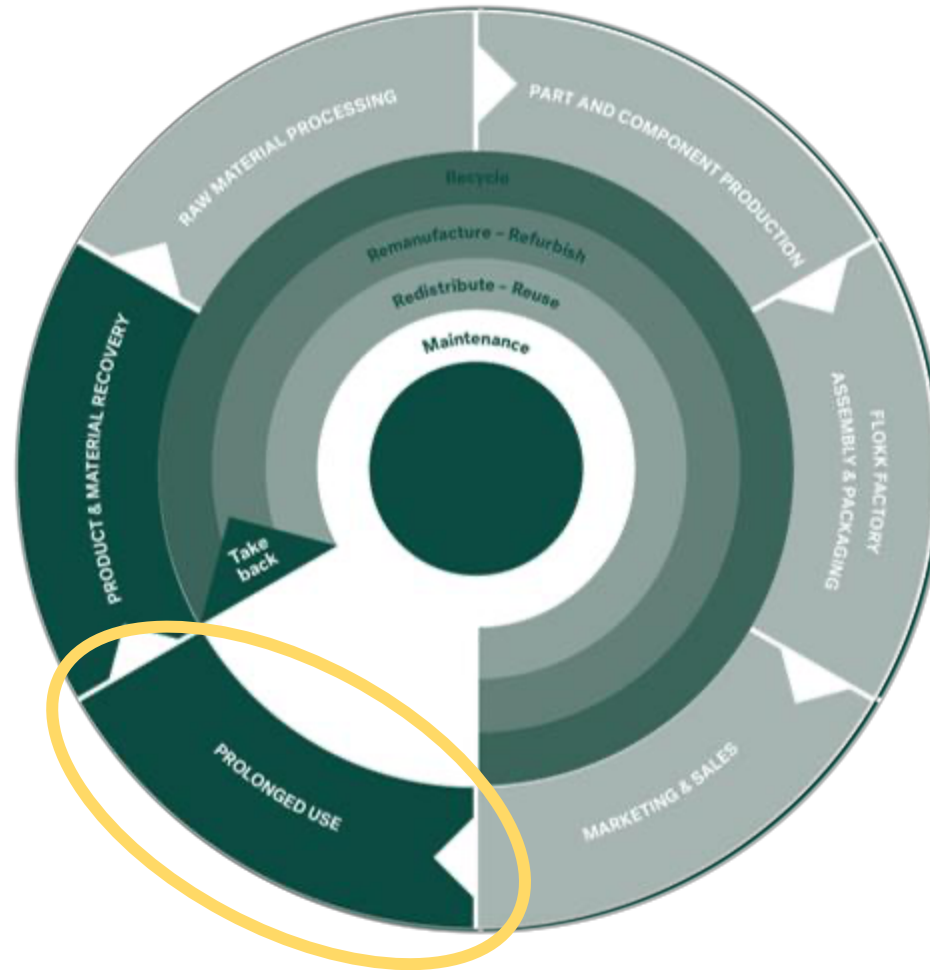 RAW MATERIAL PROCESSING
PART AND COMPONENT PRODUCTION
FLOKK FACTORY
ASSEMBLY & PACKAGING
MARKETING & SALES
PROLONGED USE
PRODUCT & MATERIAL RECOVERY
Recycle
Remanufacture – Refurbish
Redistribute – Reuse
Maintenance
Take
back